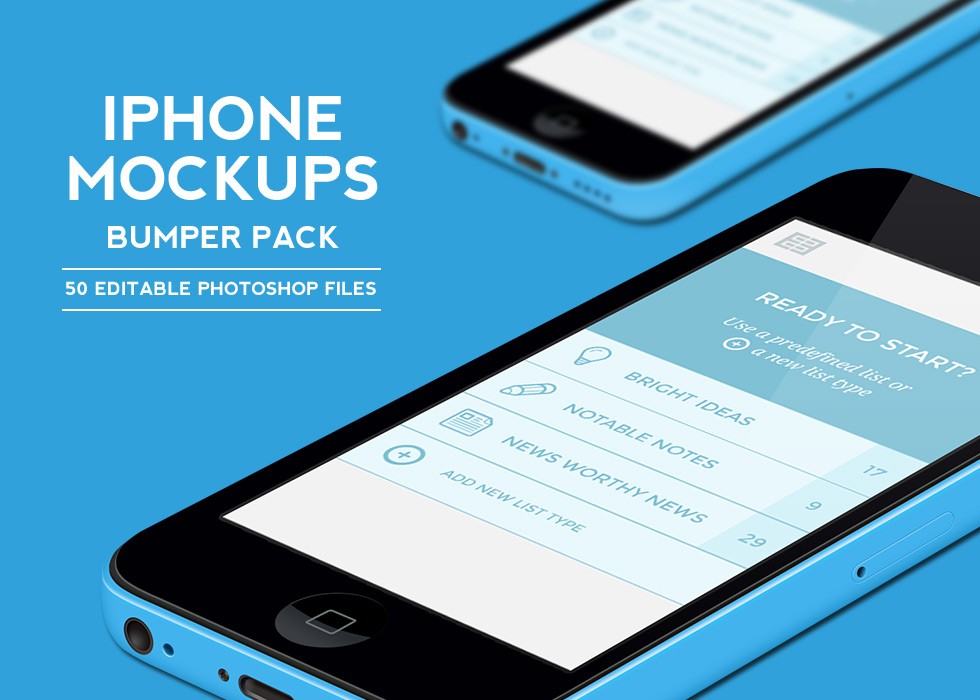 IPHONE
MOCKUPS
BUMPER PACK
50 EDITABLE PHOTOSHOP FILES
READY TO START?
Use a predefined list or
a new list type
BRIGHT IDEAS 17
NOTABLE NOTES 9
NEWS WORTHY NEWS 29
ADD NEW LIST TYPE